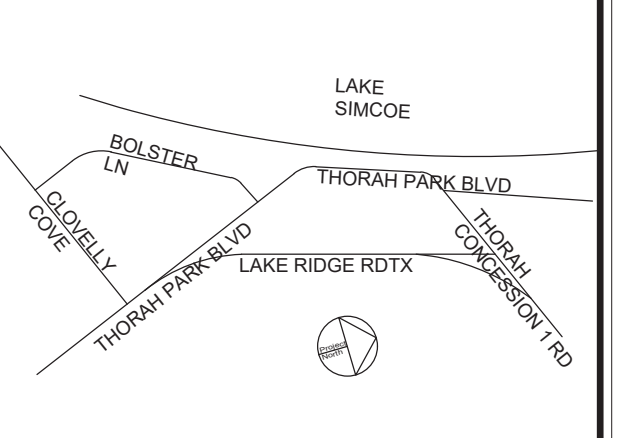 LAKE
SIMCOE
BOLSTER
LN
THORAH PARK BLVD
CLOVELLY
COVE
THORAH PARK BLVD
LAKE RIDGE RDTX
THORAH
CONCESSION 1 RD
Project
North